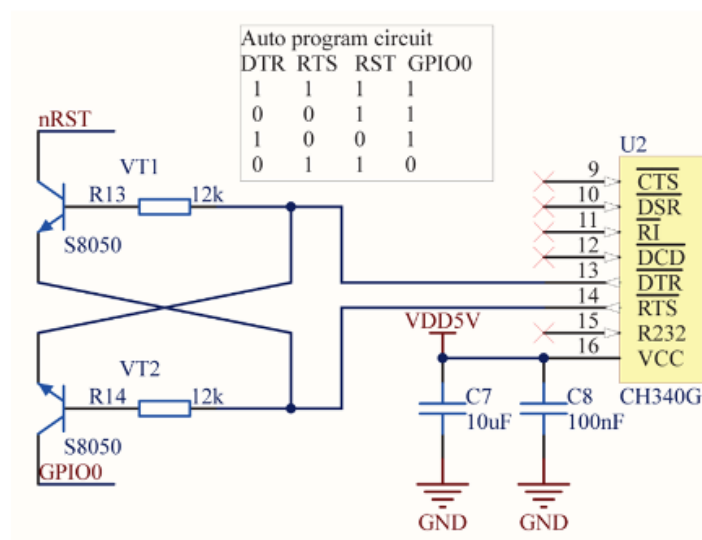 Auto program circuit
DTR RTS RST GPIO0
1 1 1 1
0 0 1 1
1 0 0 1
0 1 1 0
nRST
VT1
R13 12k
S8050
VT2
R14 12k
S8050
GPIO0
U2
9 CTS
10 DSR
11 RI
12 DCD
13 DTR
14 RTS
15 R232
16 VCC
CH340G
VDD5V
C7
10uF
C8
100nF
GND
GND